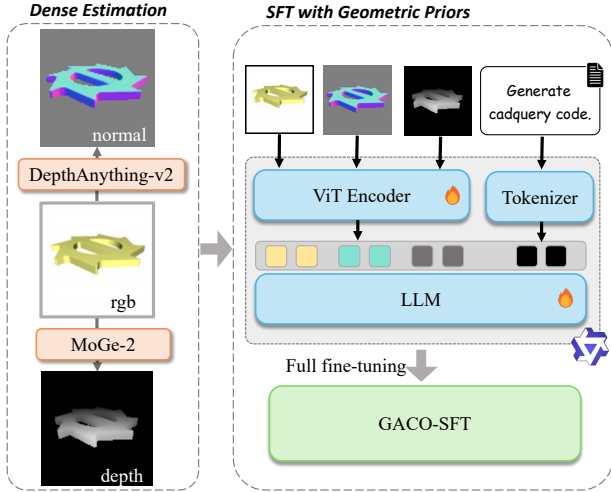 Dense Estimation
normal
DepthAnything-v2
rgb
MoGe-2
depth
SFT with Geometric Priors
Generate
cadquery code.
ViT Encoder
Tokenizer
LLM
Full fine-tuning
GACO-SFT